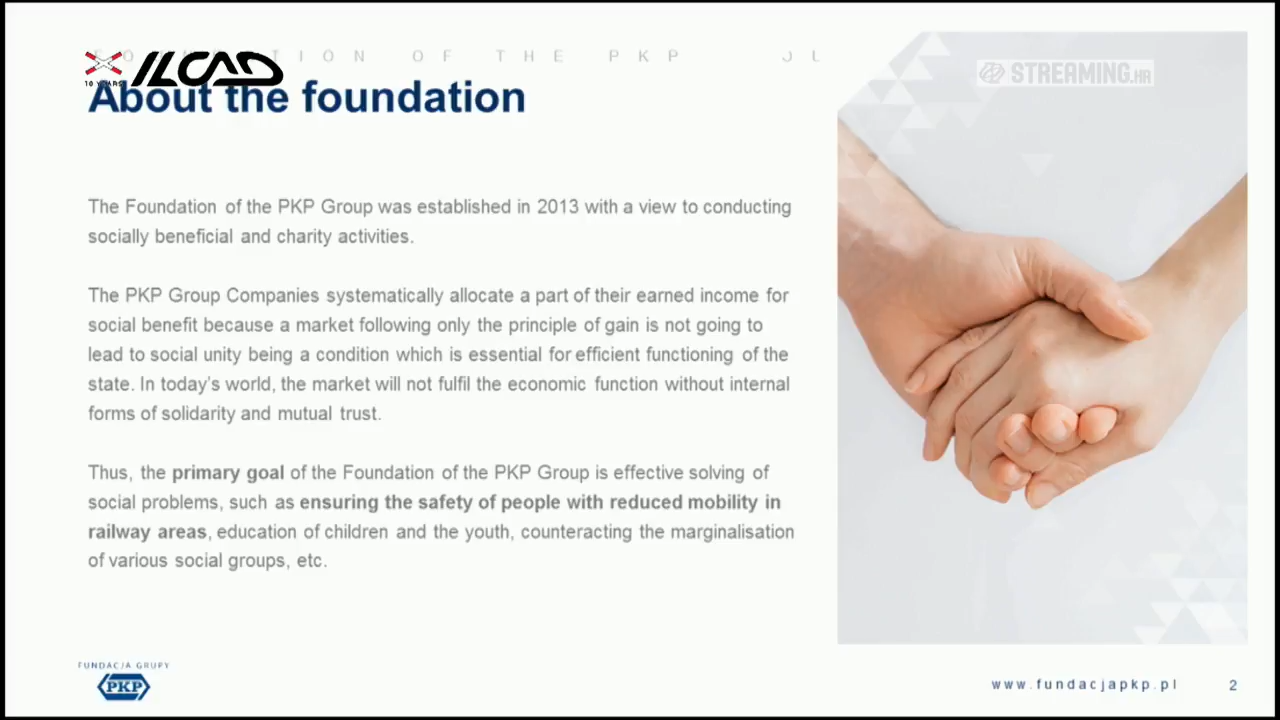 OF THE PKP
ILCAD
10 YEARS
STREAMING.HR
About the foundation
The Foundation of the PKP Group was established in 2013 with a view to conducting
socially beneficial and charity activities.
The PKP Group Companies systematically allocate a part of their earned income for
social benefit because a market following only the principle of gain is not going to
lead to social unity being a condition which is essential for efficient functioning of the
state. In today's world, the market will not fulfil the economic function without internal
forms of solidarity and mutual trust.
Thus, the primary goal of the Foundation of the PKP Group is effective solving of
social problems, such as ensuring the safety of people with reduced mobility in
railway areas, education of children and the youth, counteracting the marginalisation
of various social groups, etc.
FUNDACJA GRUPY
PKP
www.fundacjapkp.pl
2